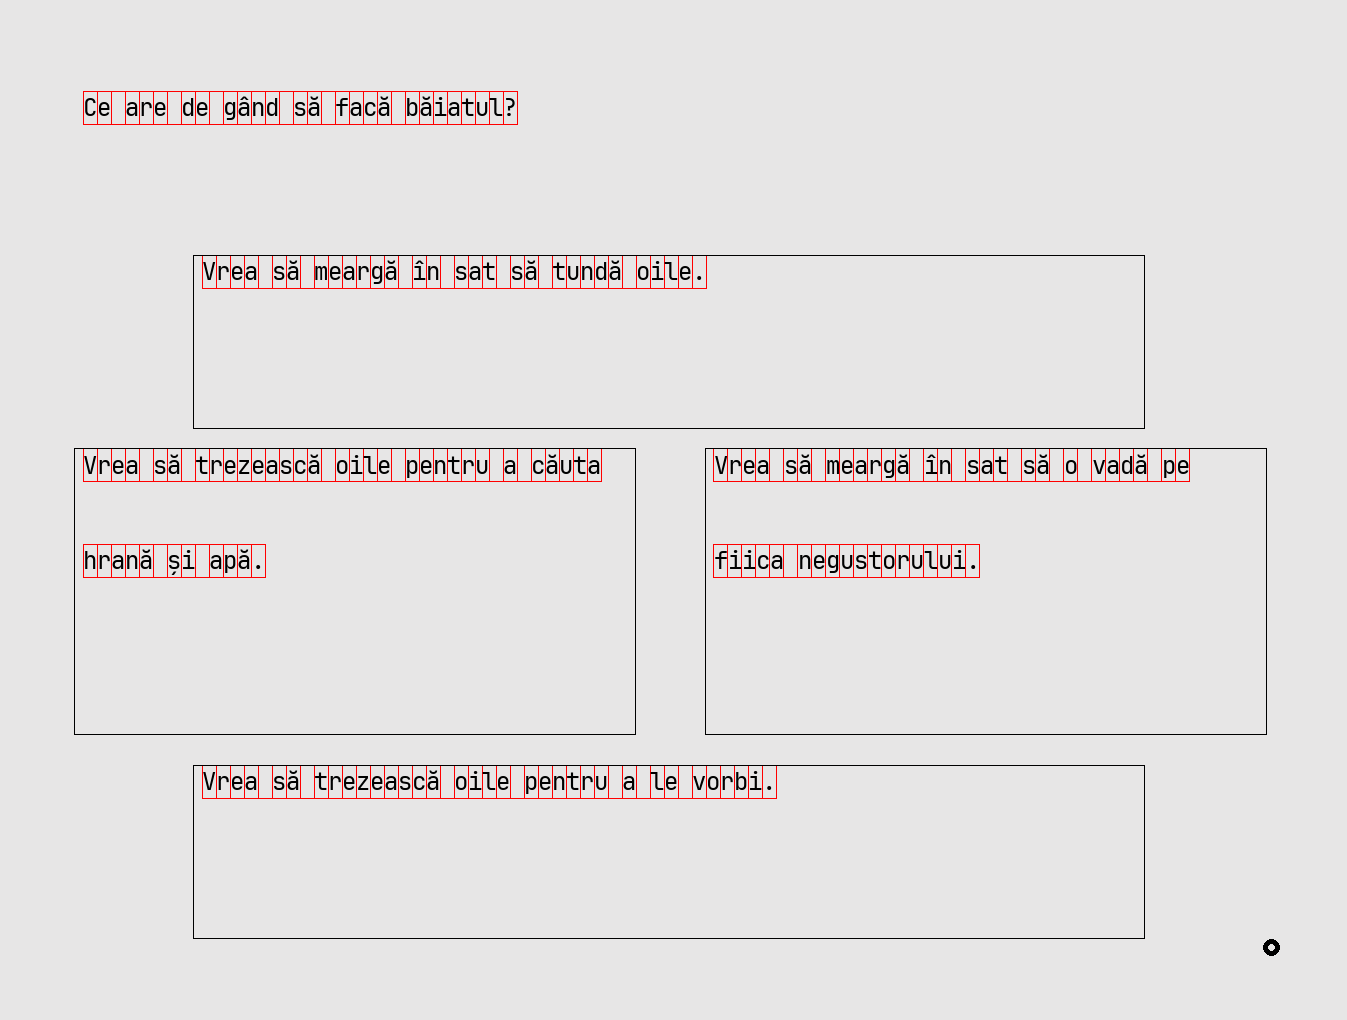 Ce are de gând să facă băiatul?
Vrea să meargă în sat să tundă oile.
Vrea să trezească oile pentru a căuta
hrană și apă.
Vrea să meargă în sat să o vadă pe
fiica negustorului.
Vrea să trezească oile pentru a le vorbi.